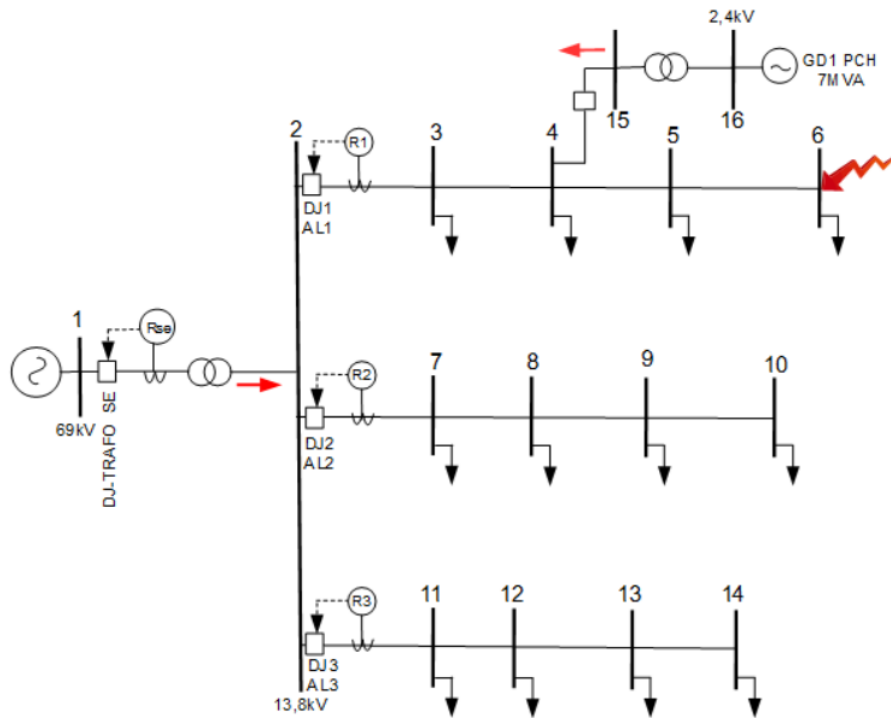 2,4kV
GD1 PCH
7MVA
15
16
2
R1
3
4
5
6
DJ1
AL1
1
Rse
69kV
DJ-TRAFO SE
R2
7
8
9
10
DJ2
AL2
R3
11
12
13
14
DJ3
AL3
13,8kV